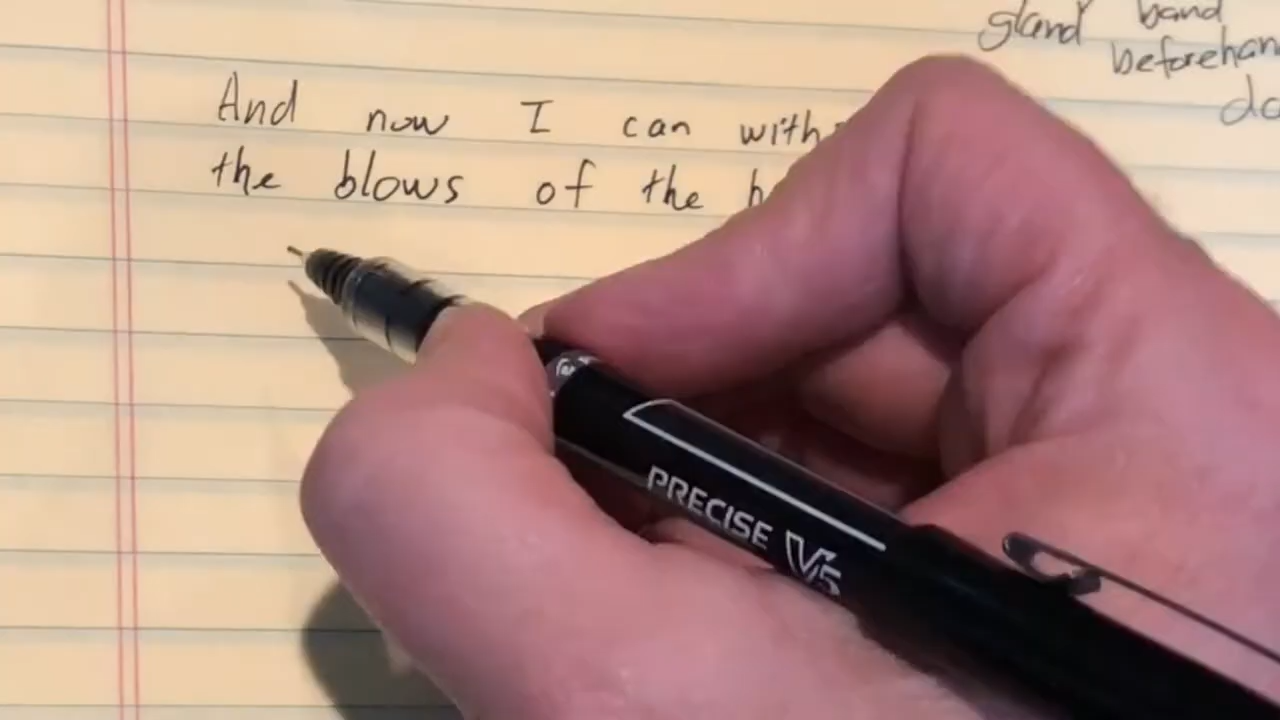 gland band
beforehan
And now I can with
the blows of the
PRECISE V5